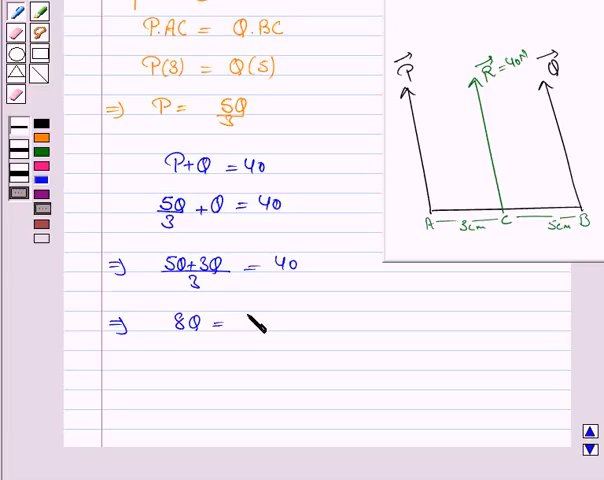 P.AC = Q.BC
P(3) = Q(5)
⇒ P = 5Q/3
P+Q = 40
5Q/3 + Q = 40
⇒ 5Q+3Q/3 = 40
⇒ 8Q =
P R = 40N Q
A 3cm C 5cm B